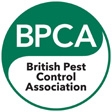 BPCA
British Pest
Control
Association